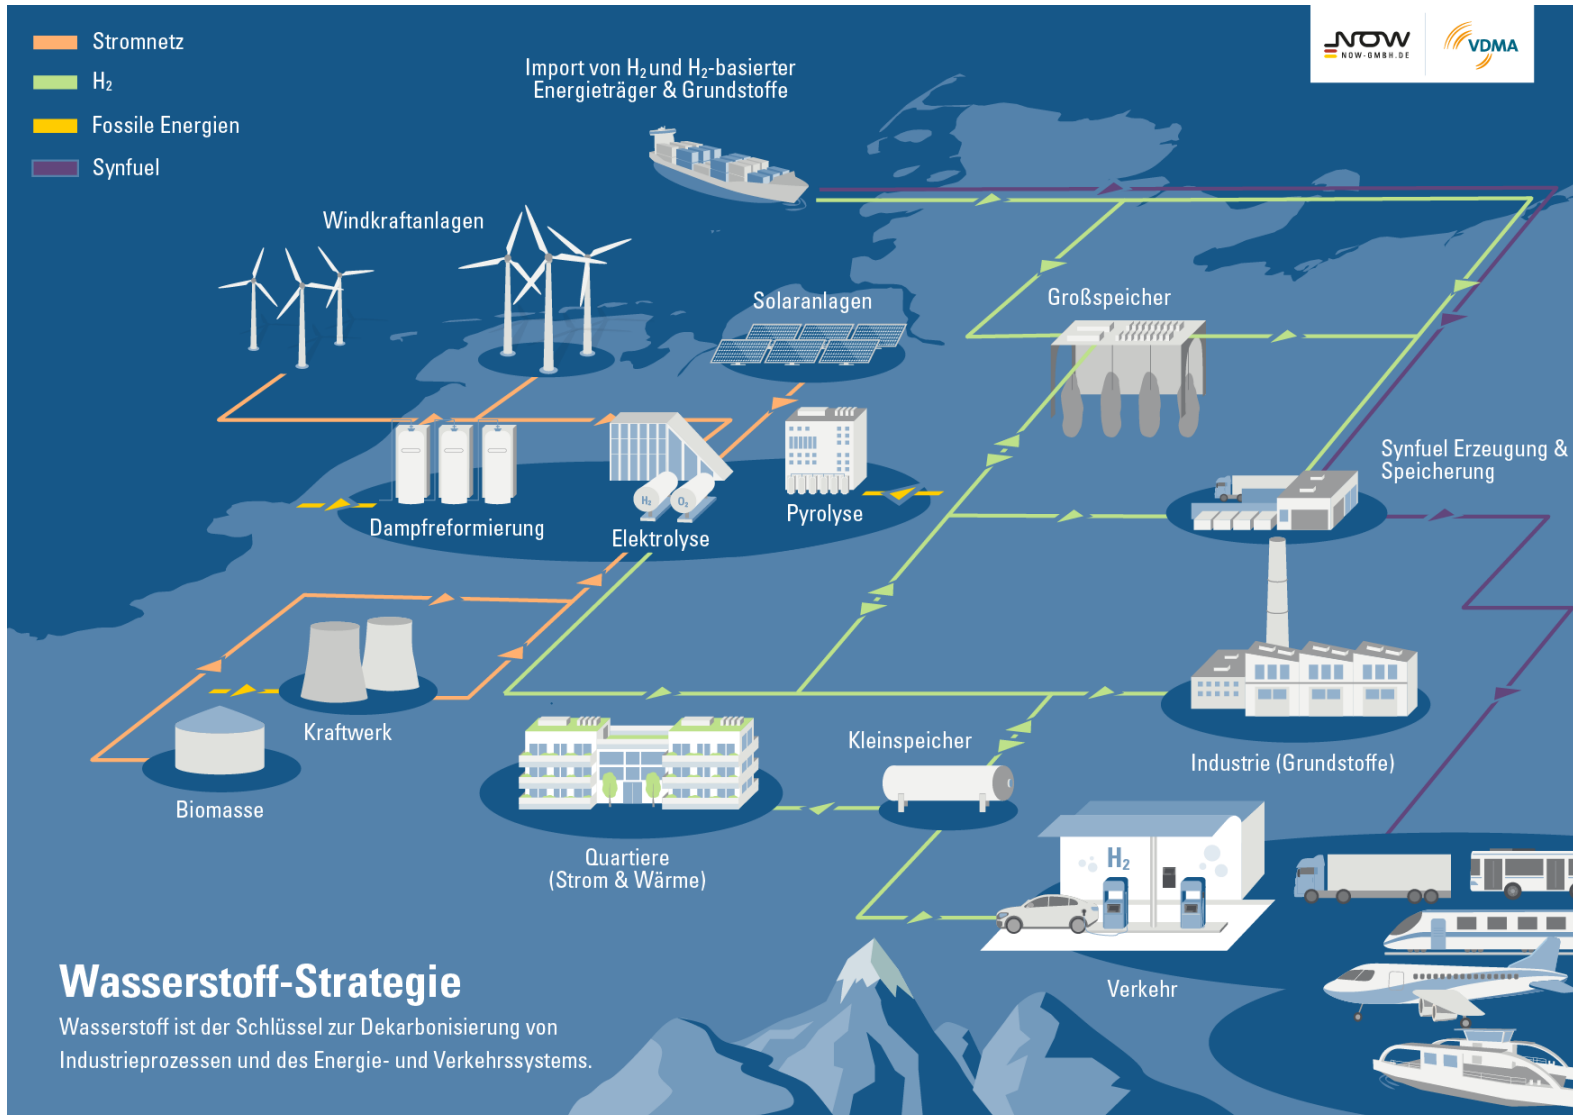 Stromnetz
H₂
Fossile Energien
Synfuel
NOW
NOW-GMBH.DE
VDMA
Import von H₂ und H₂-basierter
Energieträger & Grundstoffe
Windkraftanlagen
Solaranlagen
Großspeicher
Synfuel Erzeugung &
Speicherung
H₂
O₂
Dampfreformierung
Elektrolyse
Pyrolyse
Kraftwerk
Biomasse
Kleinspeicher
Industrie (Grundstoffe)
Quartiere
(Strom & Wärme)
H₂
Verkehr
Wasserstoff-Strategie
Wasserstoff ist der Schlüssel zur Dekarbonisierung von
Industrieprozessen und des Energie- und Verkehrssystems.